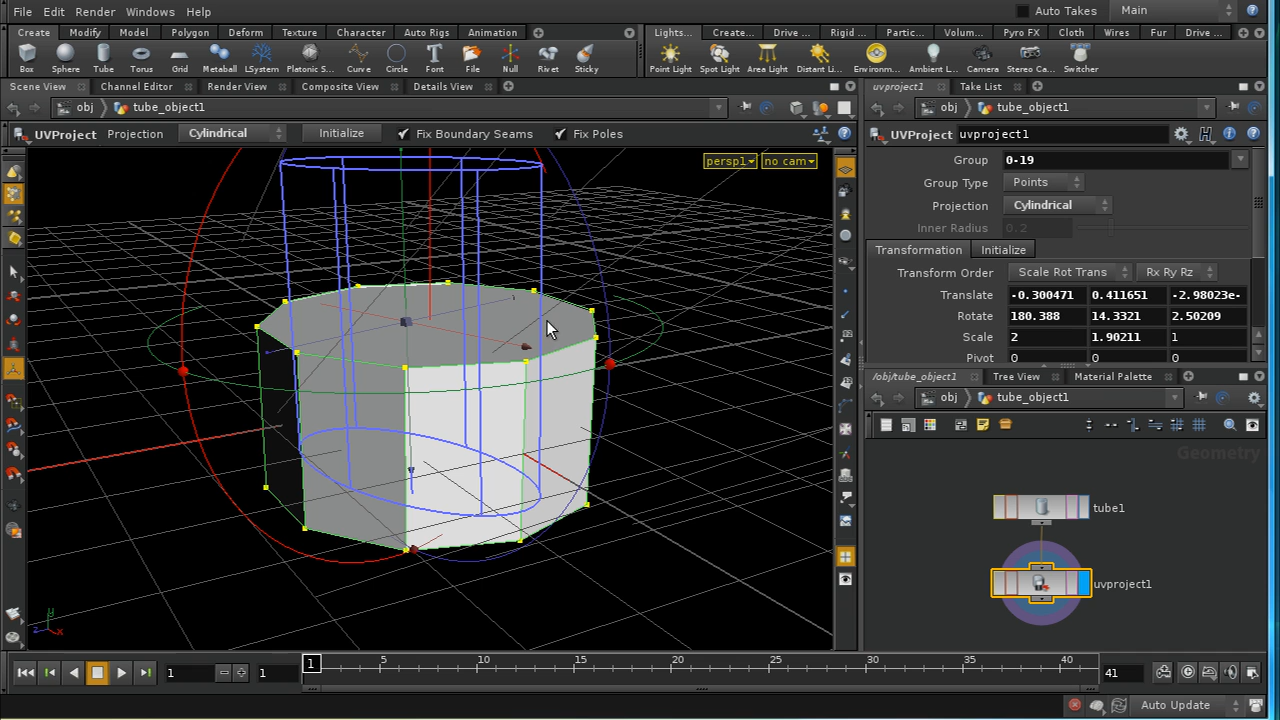 File Edit Render Windows Help Auto Takes Main
Create Modify Model Polygon Deform Texture Character Auto Rigs Animation Lights... Create... Drive ... Rigid ... Partic... Volum... Pyro FX Cloth Wires Fur Drive ...
Box Sphere Tube Torus Grid Metaball LSystem Platonic S... Curve Circle Font File Null Rivet Sticky Point Light Spot Light Area Light Distant Li... Environm... Ambient L... Camera Stereo Ca... Switcher
Scene View Channel Editor Render View Composite View Details View uvproject1 Take List
obj tube_object1 obj tube_object1
UVProject Projection Cylindrical Initialize Fix Boundary Seams Fix Poles UVProject uvproject1
persp1 no cam Group 0-19
Group Type Points
Projection Cylindrical
Inner Radius 0.2
Transformation Initialize
Transform Order Scale Rot Trans Rx Ry Rz
Translate -0.300471 0.411651 -2.98023e-
Rotate 180.388 14.3321 2.50209
Scale 2 1.90211 1
Pivot 0 0 0
/obj/tube_object1 Tree View Material Palette
obj tube_object1
Geometry
tube1
uvproject1
y
z x
1 1 1 5 10 15 20 25 30 35 40 41
Auto Update